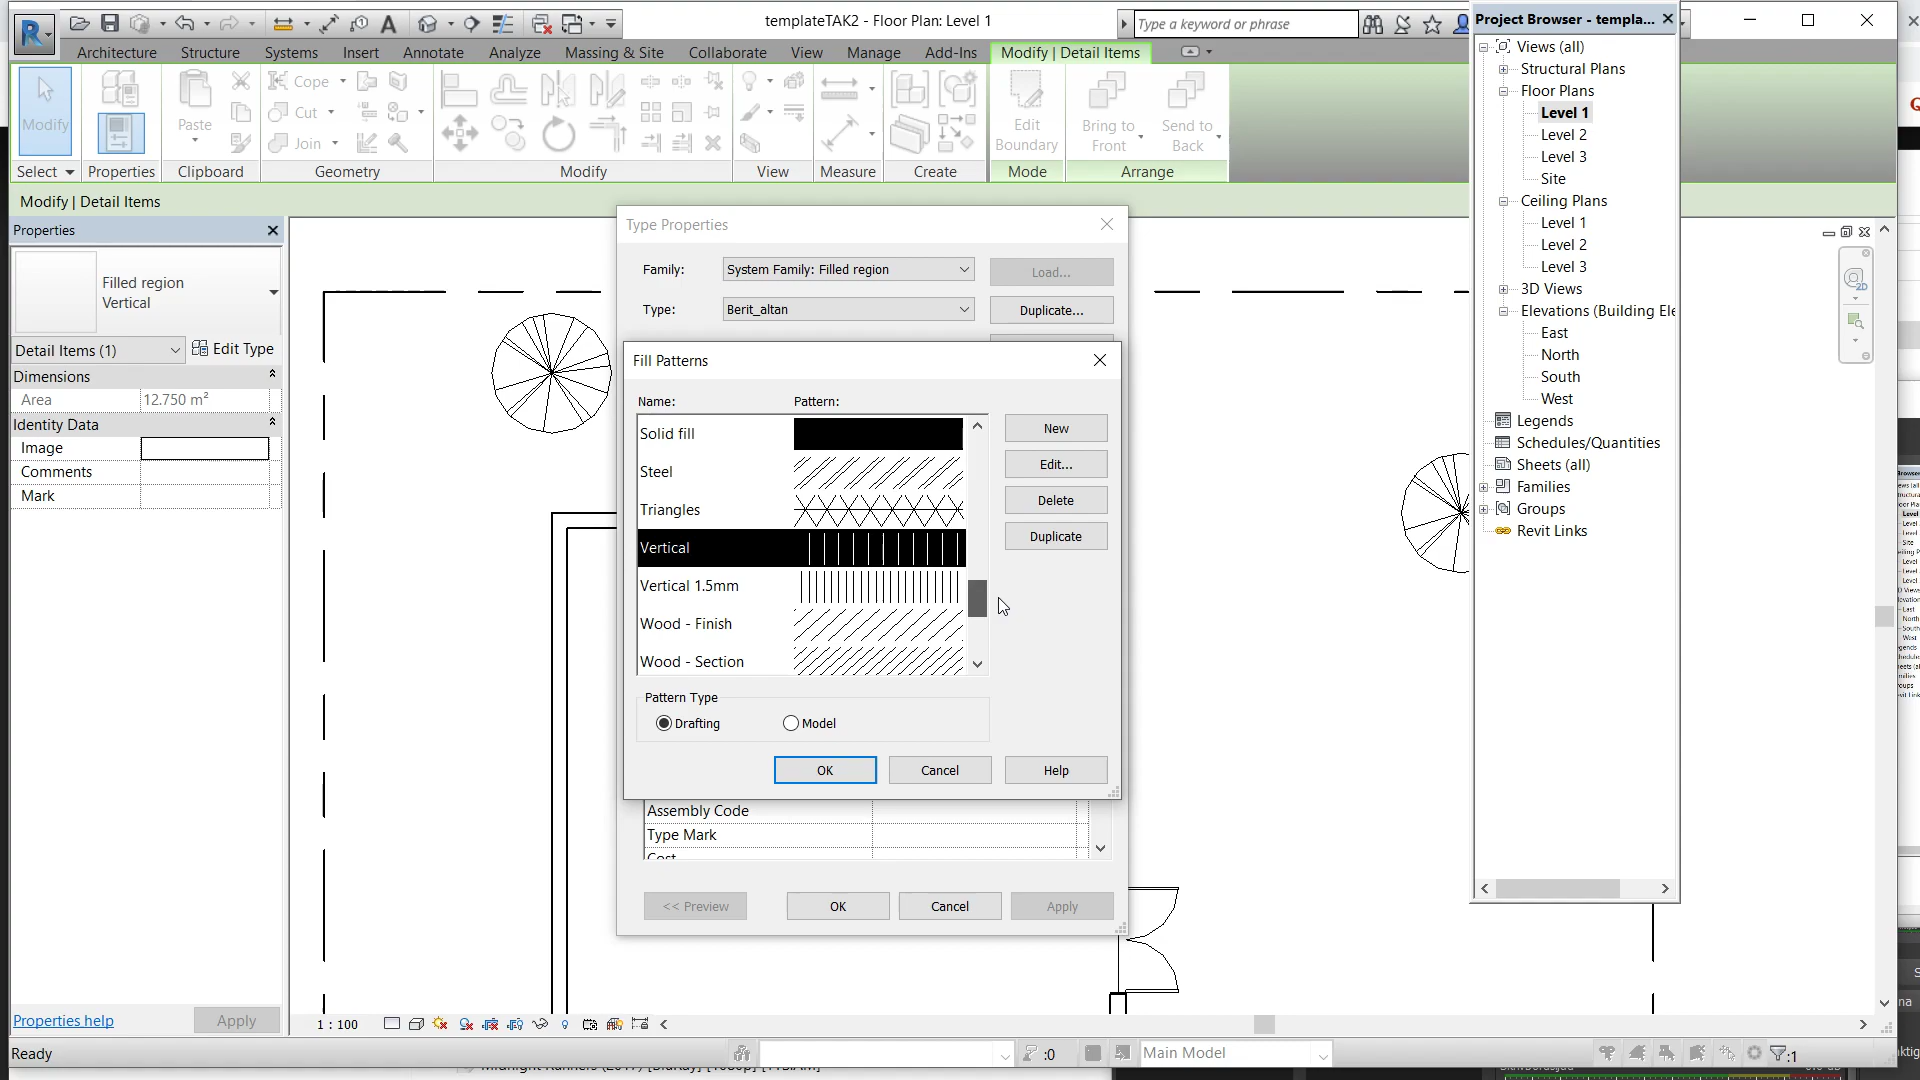 templateTAK2 - Floor Plan: Level 1
Type a keyword or phrase
Project Browser - templa...
Architecture Structure Systems Insert Annotate Analyze Massing & Site Collaborate View Manage Add-Ins Modify | Detail Items
Modify
Paste
Cope
Cut
Join
Edit Boundary
Bring to Front
Send to Back
Select Properties Clipboard Geometry Modify View Measure Create Mode Arrange
Modify | Detail Items
Properties
Filled region
Vertical
Detail Items (1) Edit Type
Dimensions
Area 12.750 m²
Identity Data
Image
Comments
Mark
Properties help Apply
Type Properties
Family: System Family: Filled region Load...
Type: Berit_altan Duplicate...
Fill Patterns
Name: Pattern:
Solid fill
Steel
Triangles
Vertical
Vertical 1.5mm
Wood - Finish
Wood - Section
New
Edit...
Delete
Duplicate
Pattern Type
Drafting Model
OK Cancel Help
Assembly Code
Type Mark
Cost
<< Preview OK Cancel Apply
Views (all)
Structural Plans
Floor Plans
Level 1
Level 2
Level 3
Site
Ceiling Plans
Level 1
Level 2
Level 3
3D Views
Elevations (Building Ele
East
North
South
West
Legends
Schedules/Quantities
Sheets (all)
Families
Groups
Revit Links
2D
1 : 100
Ready
:0
Main Model
:1